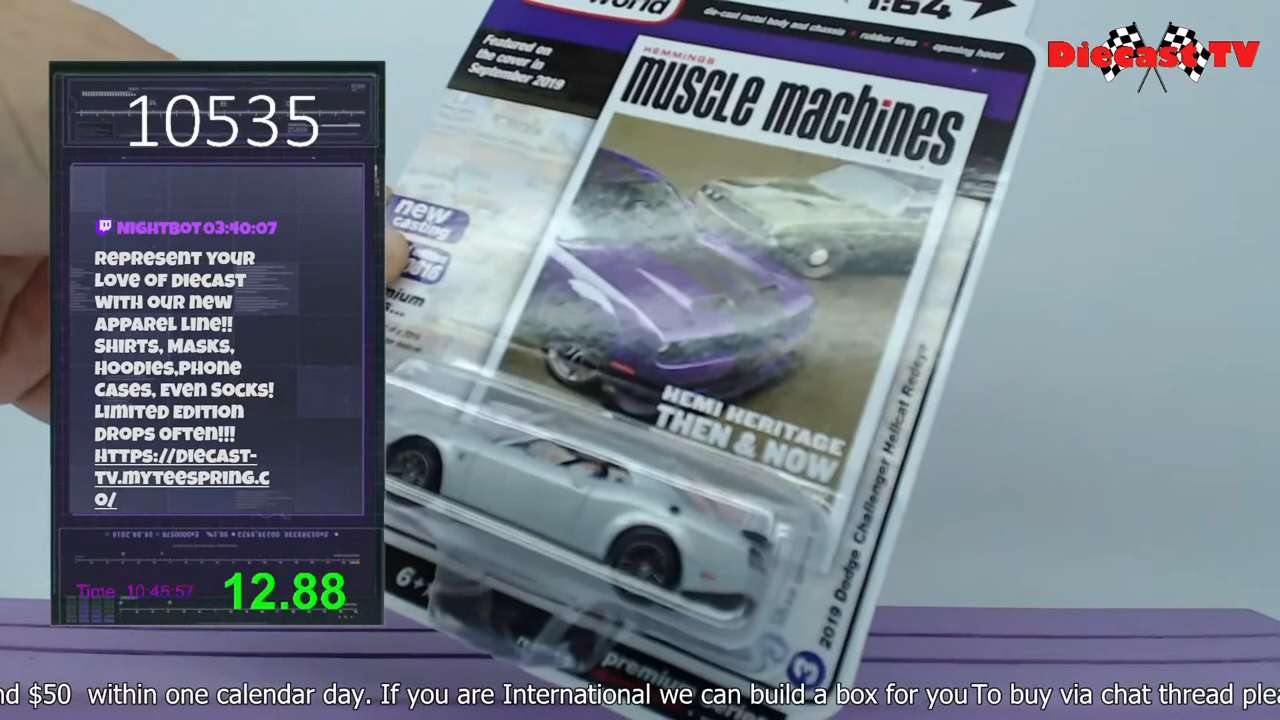 World
1:64
die-cast metal body and chassis • rubber tires • opening hood
Featured on
the cover in
September 2019
HEMMINGS
muscle machines
new
casting
HEMI HERITAGE
THEN & NOW
2019 Dodge Challenger Hellcat Redeye
3
6+
premium series
Diecast TV
10535
NIGHTBOT 03:40:07
Represent your
love of diecast
with our new
apparel line!!
Shirts, Masks,
Hoodies,Phone
cases, Even Socks!
Limited Edition
Drops Often!!!
https://diecast-
tv.myteespring.c
o/
Time 10:45:57
12.88
nd $50 within one calendar day. If you are International we can build a box for you To buy via chat thread plea